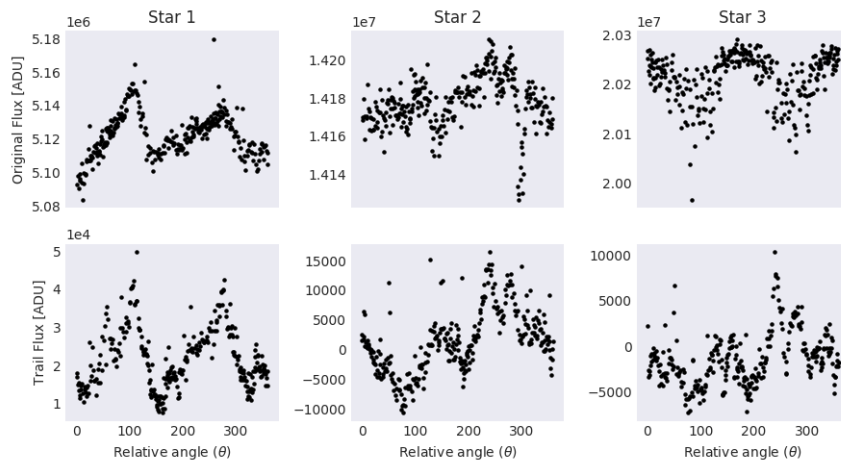 Star 1 Star 2 Star 3
1e6 1e7 1e7
5.18 1.420 2.03
5.16 2.02
5.14 1.418
5.12 1.416 2.01
5.10 1.414 2.00
5.08
Original Flux [ADU]
1e4
5 15000 10000
4 10000 5000
3 5000
2 0 0
1 −5000 −5000
−10000
Trail Flux [ADU]
0 100 200 300 0 100 200 300 0 100 200 300
Relative angle (θ) Relative angle (θ) Relative angle (θ)